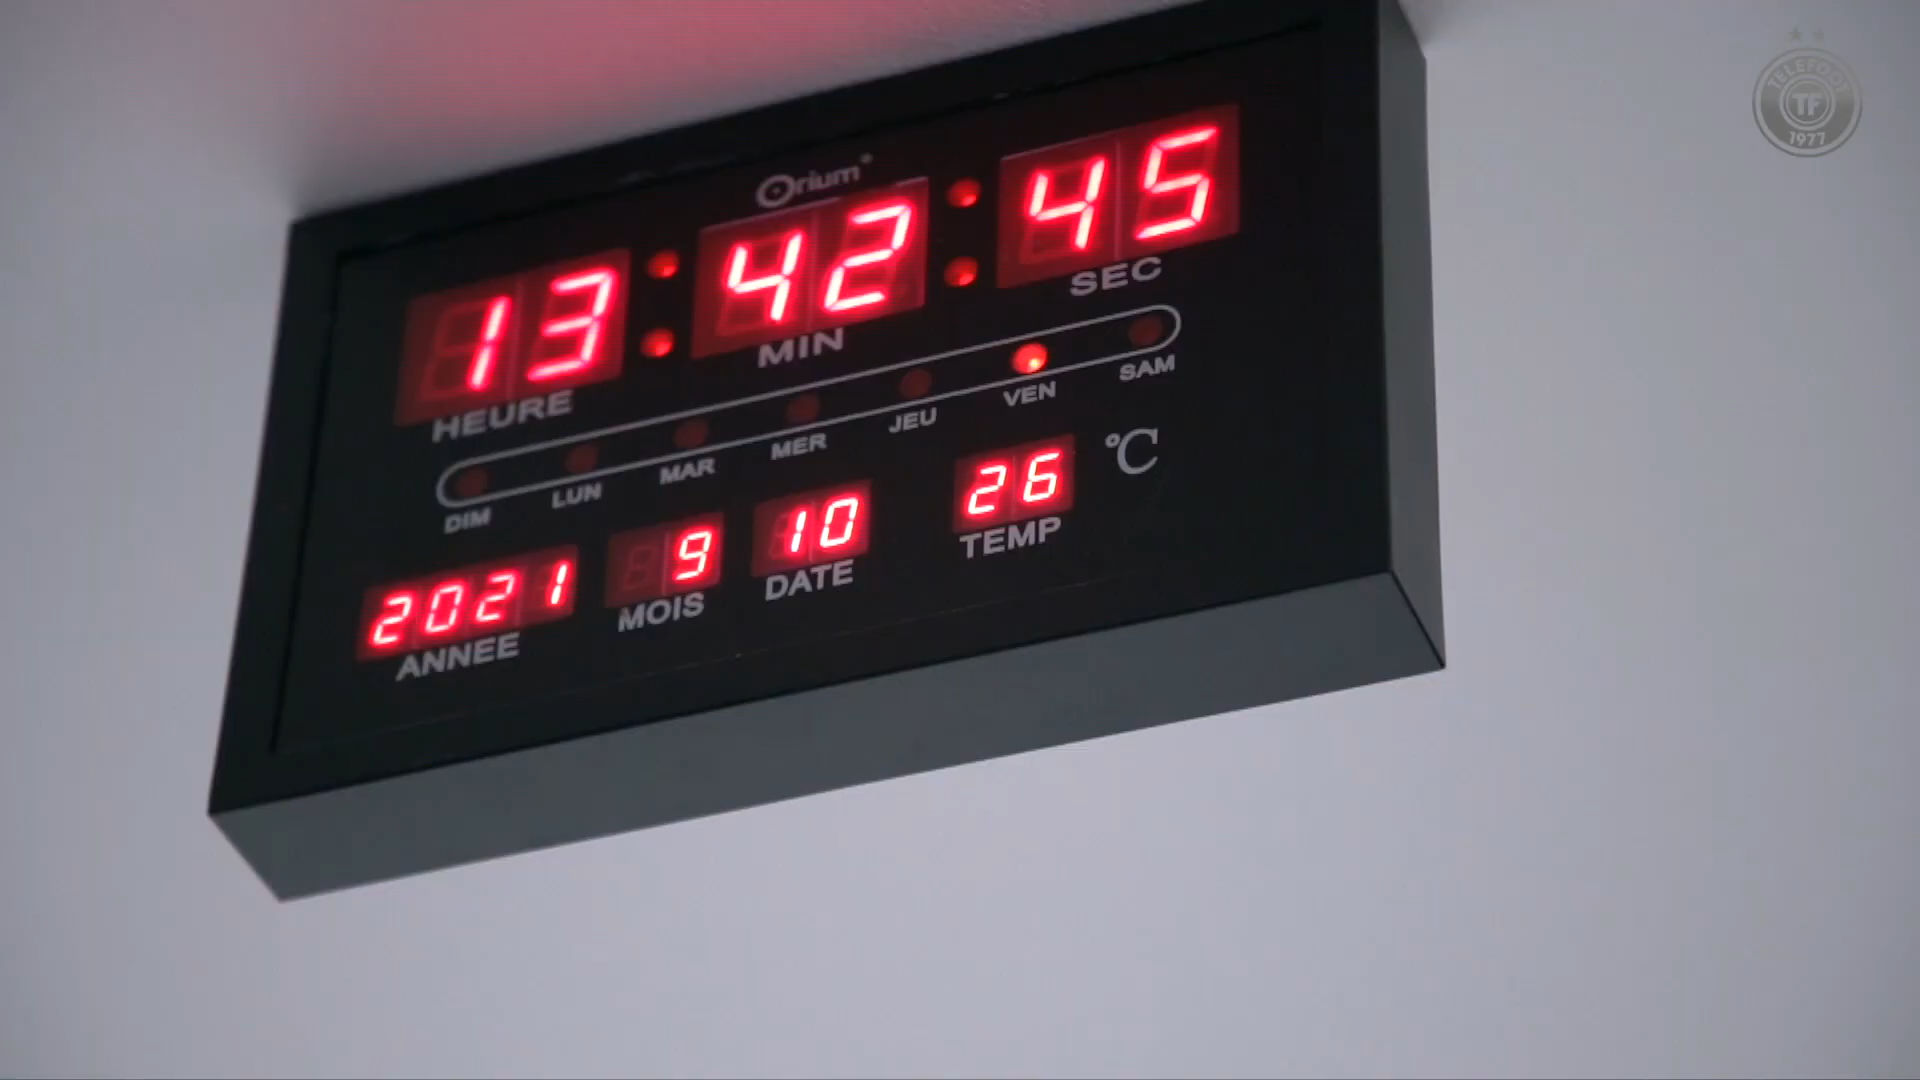 Orium
13:42:45
HEURE MIN SEC
DIM LUN MAR MER JEU VEN SAM
2021 9 10 26 °C
ANNEE MOIS DATE TEMP
TELEFOOT
TF
1977